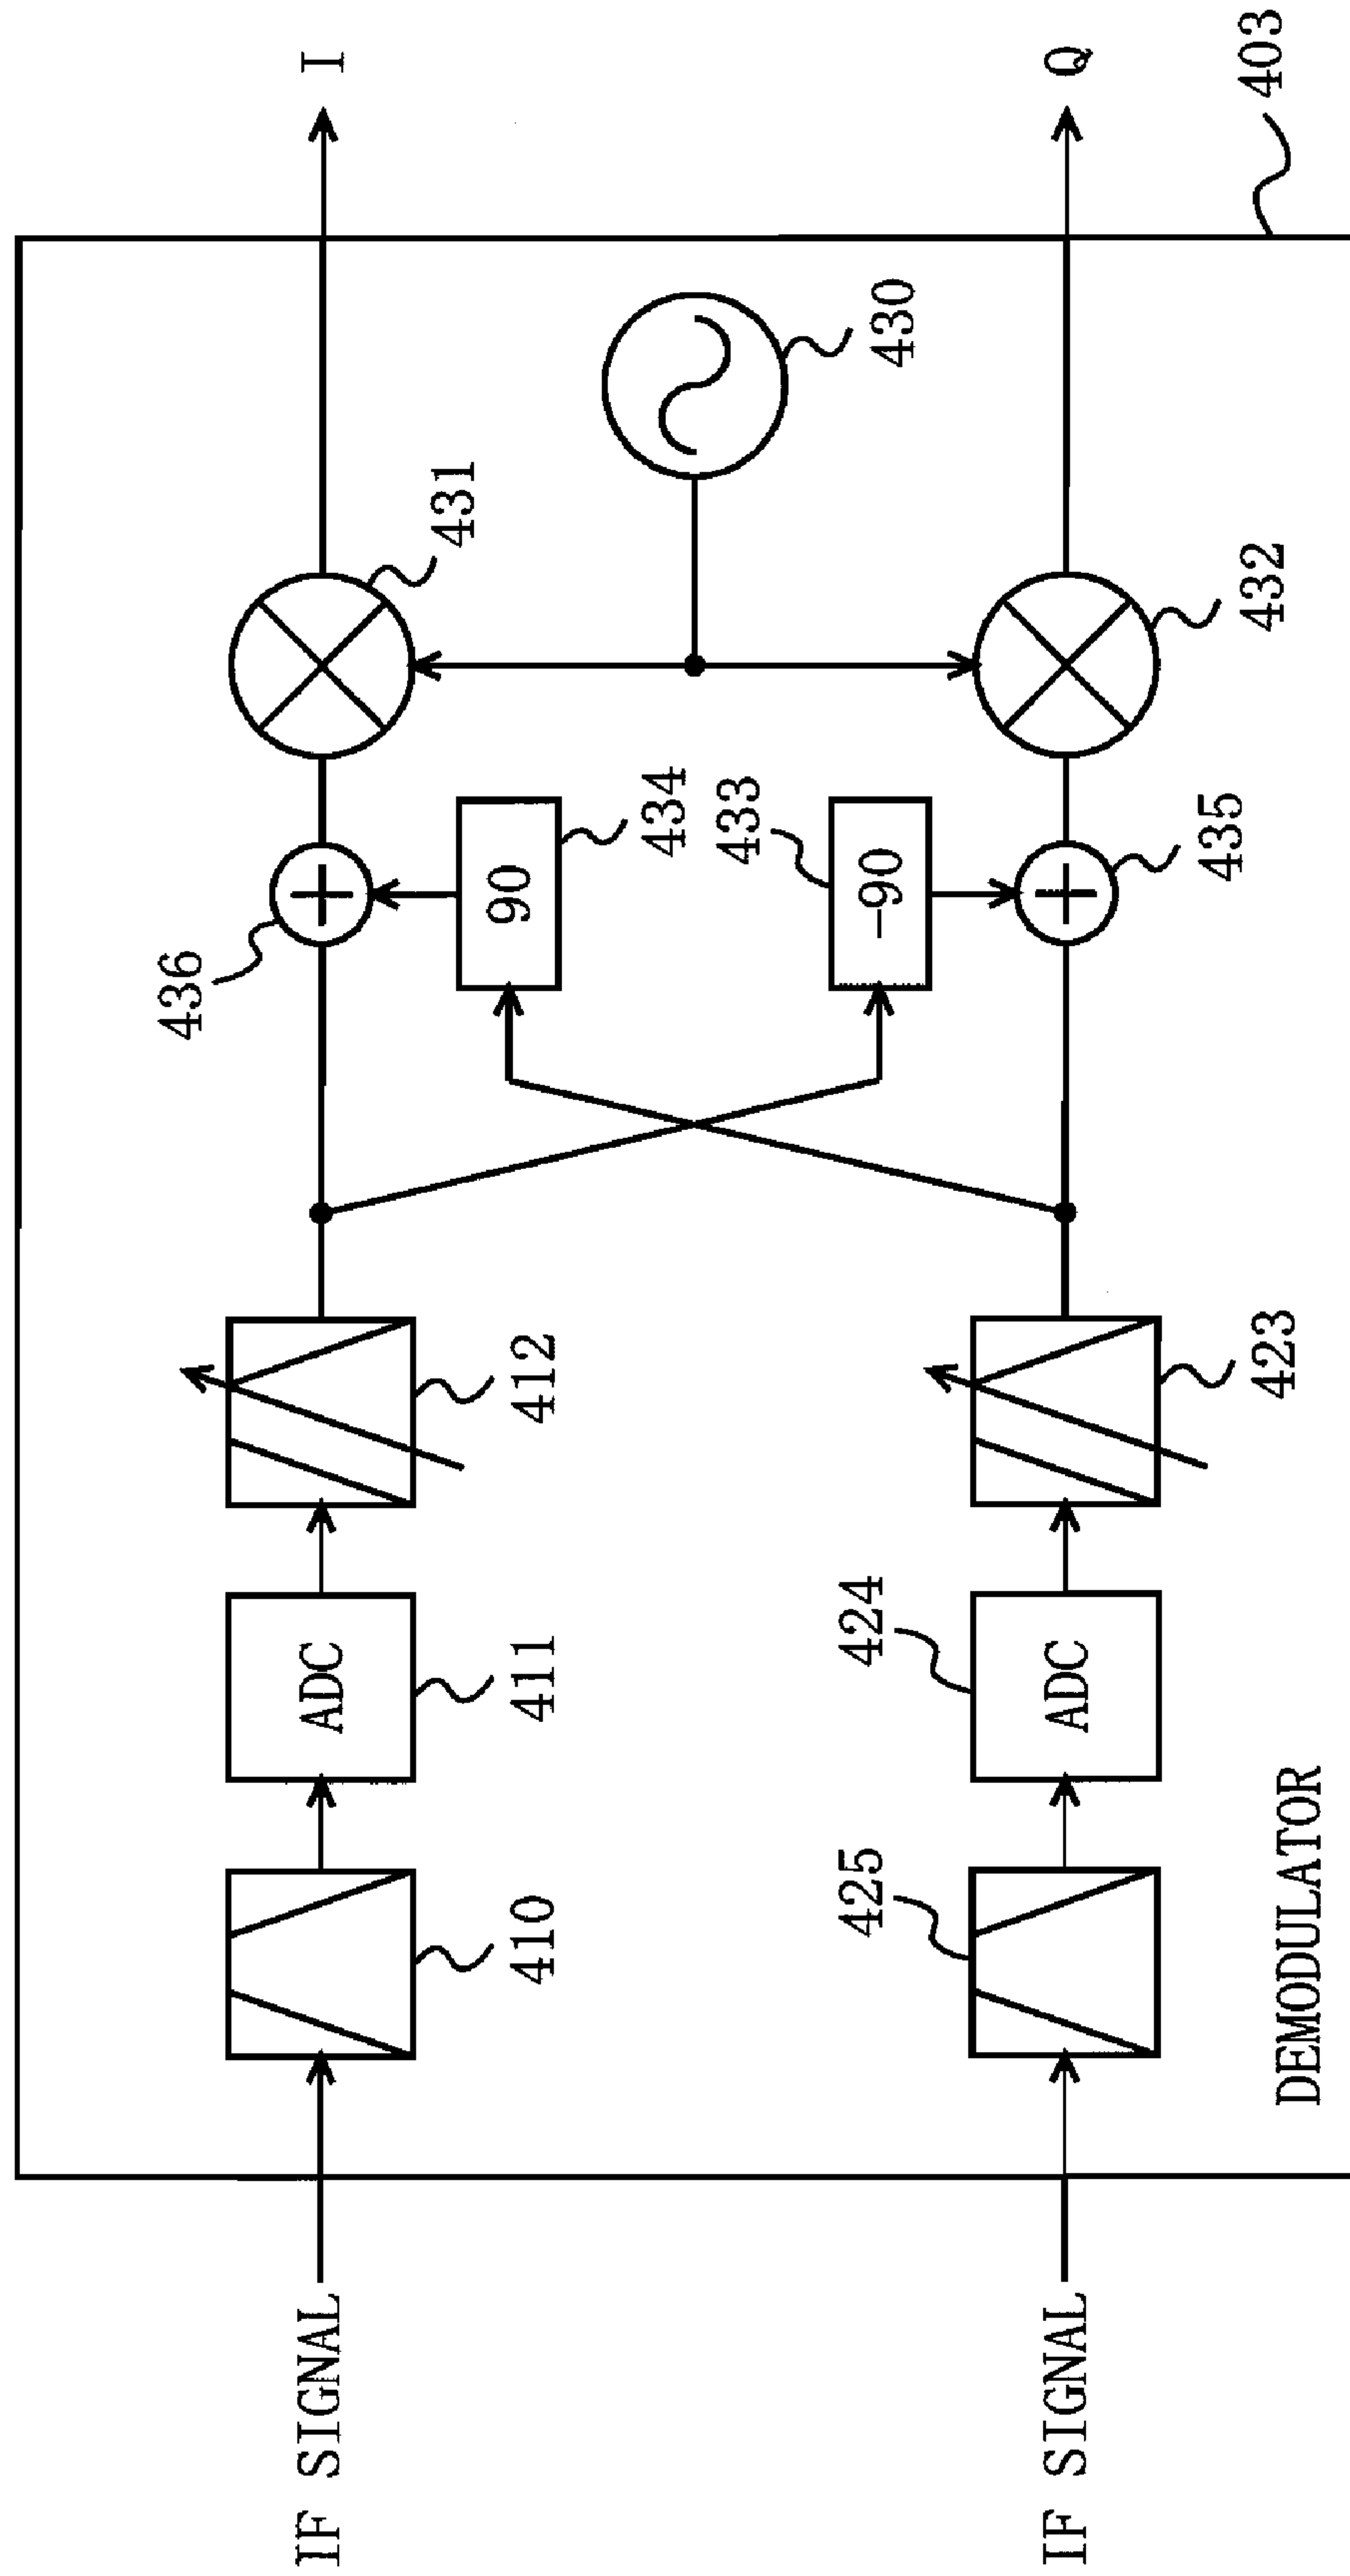 IF SIGNAL
IF SIGNAL
410
ADC
411
412
425
ADC
424
423
436
90
434
-90
433
435
431
432
430
I
Q
403
DEMODULATOR